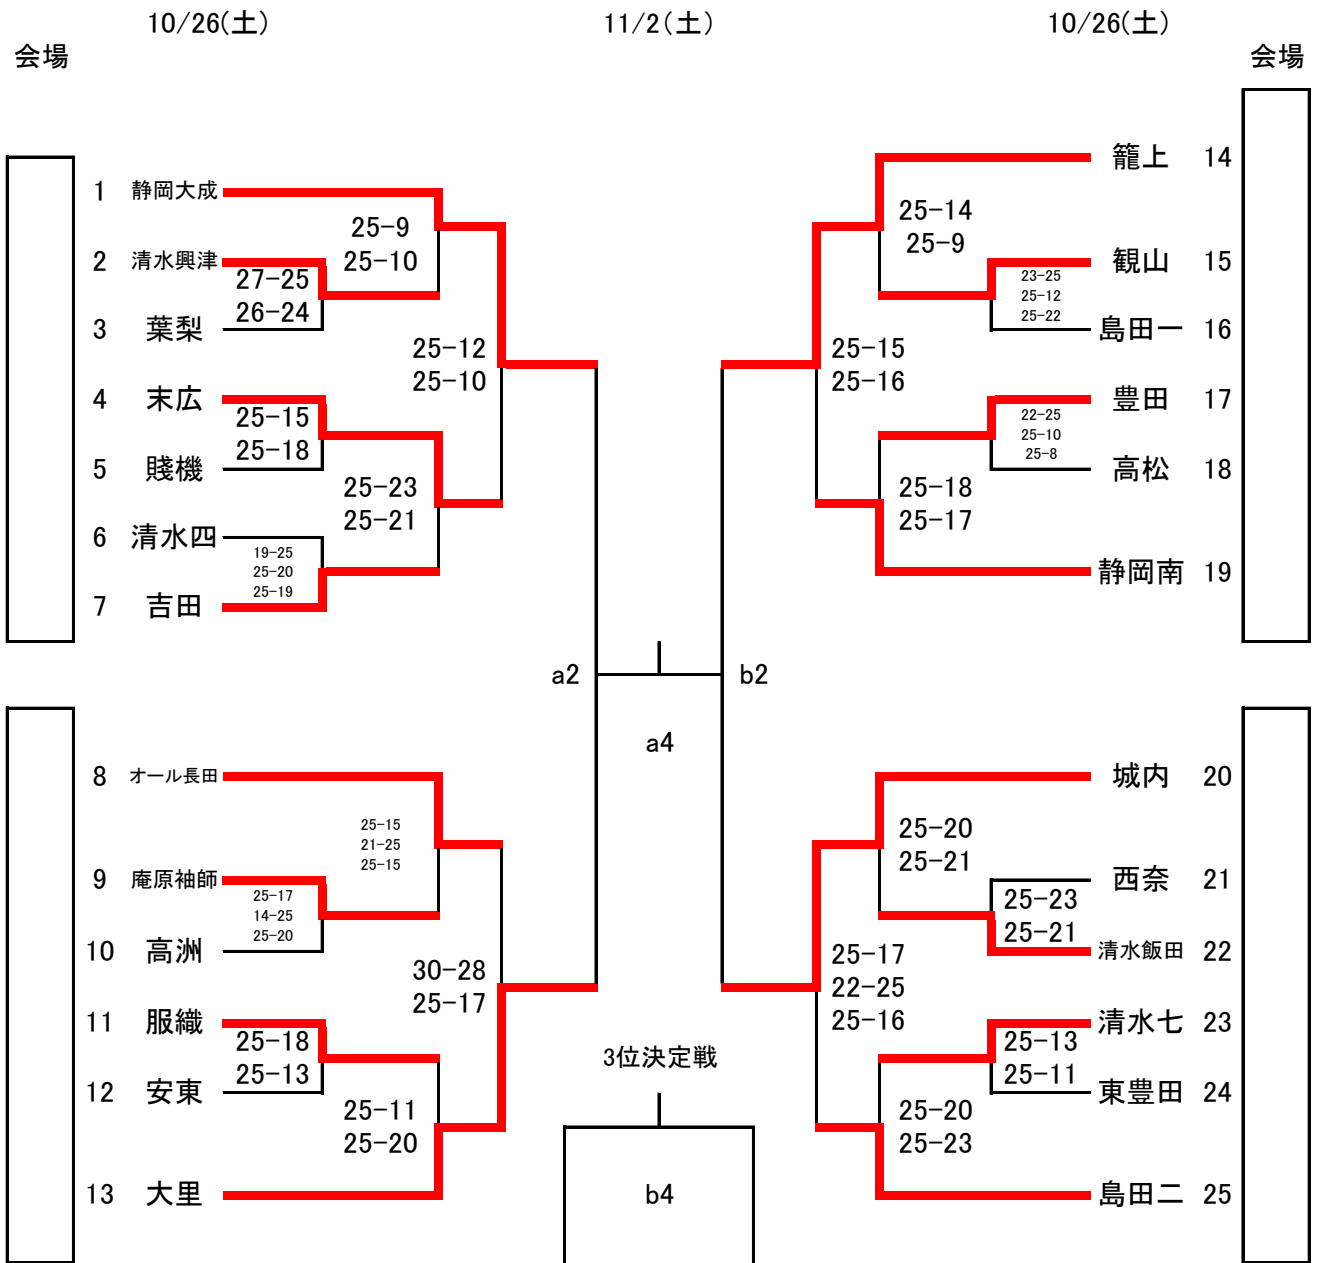 10/26(土)
11/2(土)
10/26(土)
会場
会場
1 静岡大成
25-9
25-10
2 清水興津
27-25
26-24
3 葉梨
25-12
25-10
4 末広
25-15
25-18
5 賤機
25-23
25-21
6 清水四
19-25
25-20
25-19
7 吉田
籠上 14
25-14
25-9
観山 15
23-25
25-12
25-22
島田一 16
25-15
25-16
豊田 17
22-25
25-10
25-8
高松 18
25-18
25-17
静岡南 19
a2
b2
a4
8 オール長田
25-15
21-25
25-15
9 庵原袖師
25-17
14-25
25-20
10 高洲
30-28
25-17
11 服織
25-18
25-13
12 安東
25-11
25-20
13 大里
城内 20
25-20
25-21
西奈 21
25-23
25-21
清水飯田 22
25-17
22-25
25-16
清水七 23
25-13
25-11
東豊田 24
25-20
25-23
島田二 25
3位決定戦
b4